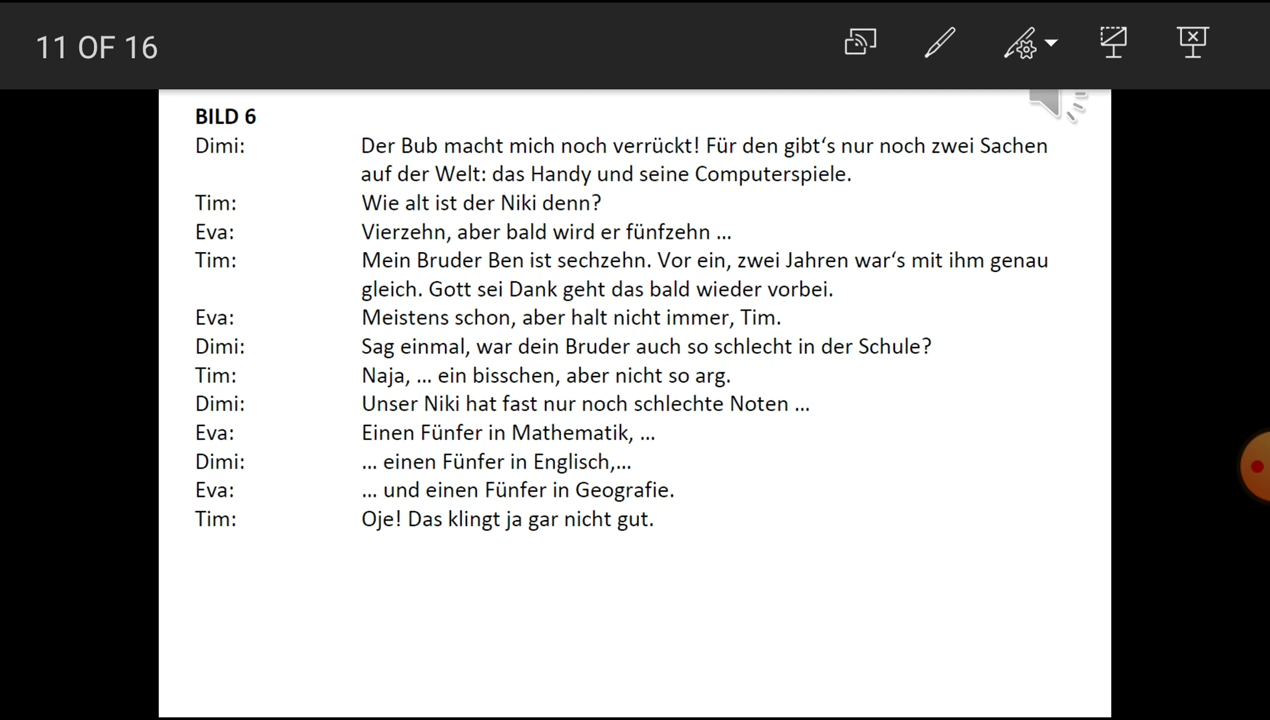 11 OF 16
BILD 6
Dimi: Der Bub macht mich noch verrückt! Für den gibt‘s nur noch zwei Sachen
auf der Welt: das Handy und seine Computerspiele.
Tim: Wie alt ist der Niki denn?
Eva: Vierzehn, aber bald wird er fünfzehn ...
Tim: Mein Bruder Ben ist sechzehn. Vor ein, zwei Jahren war‘s mit ihm genau
gleich. Gott sei Dank geht das bald wieder vorbei.
Eva: Meistens schon, aber halt nicht immer, Tim.
Dimi: Sag einmal, war dein Bruder auch so schlecht in der Schule?
Tim: Naja, ... ein bisschen, aber nicht so arg.
Dimi: Unser Niki hat fast nur noch schlechte Noten ...
Eva: Einen Fünfer in Mathematik, ...
Dimi: ... einen Fünfer in Englisch,...
Eva: ... und einen Fünfer in Geografie.
Tim: Oje! Das klingt ja gar nicht gut.